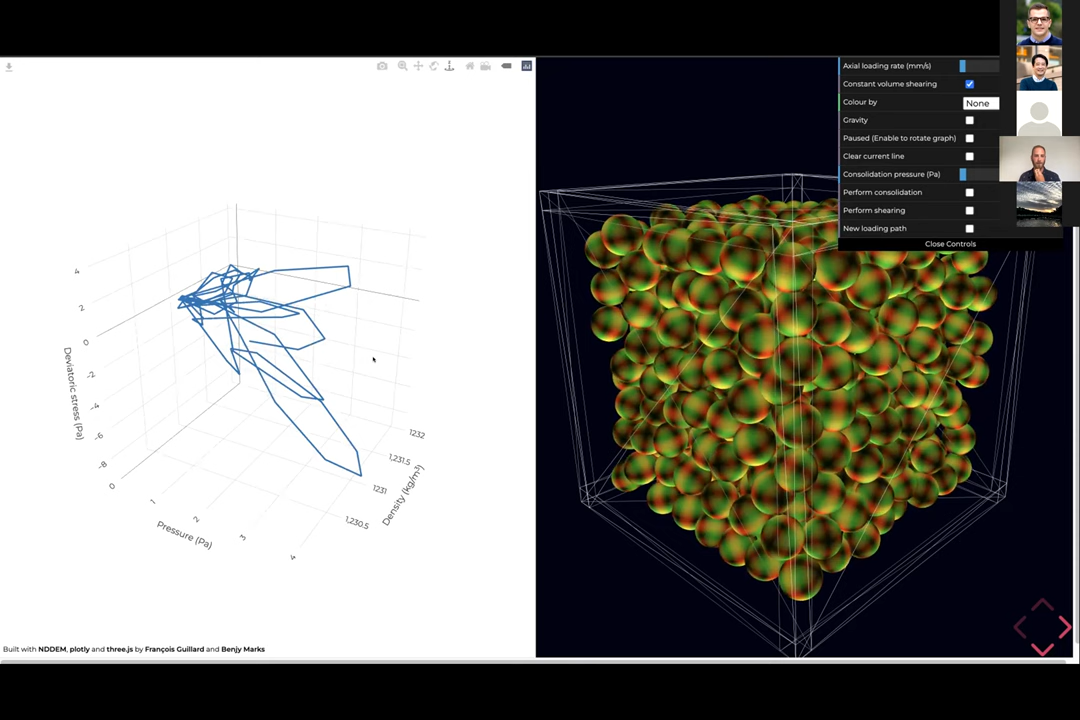 Axial loading rate (mm/s)
Constant volume shearing
Colour by
None
Gravity
Paused (Enable to rotate graph)
Clear current line
Consolidation pressure (Pa)
Perform consolidation
Perform shearing
New loading path
Close Controls
4
2
0
-2
-4
-6
-8
Deviatoric stress (Pa)
0
1
2
3
4
Pressure (Pa)
1232
1,231.5
1231
1,230.5
Density (kg/m³)
Built with NDDEM, plotly and three.js by François Guillard and Benjy Marks